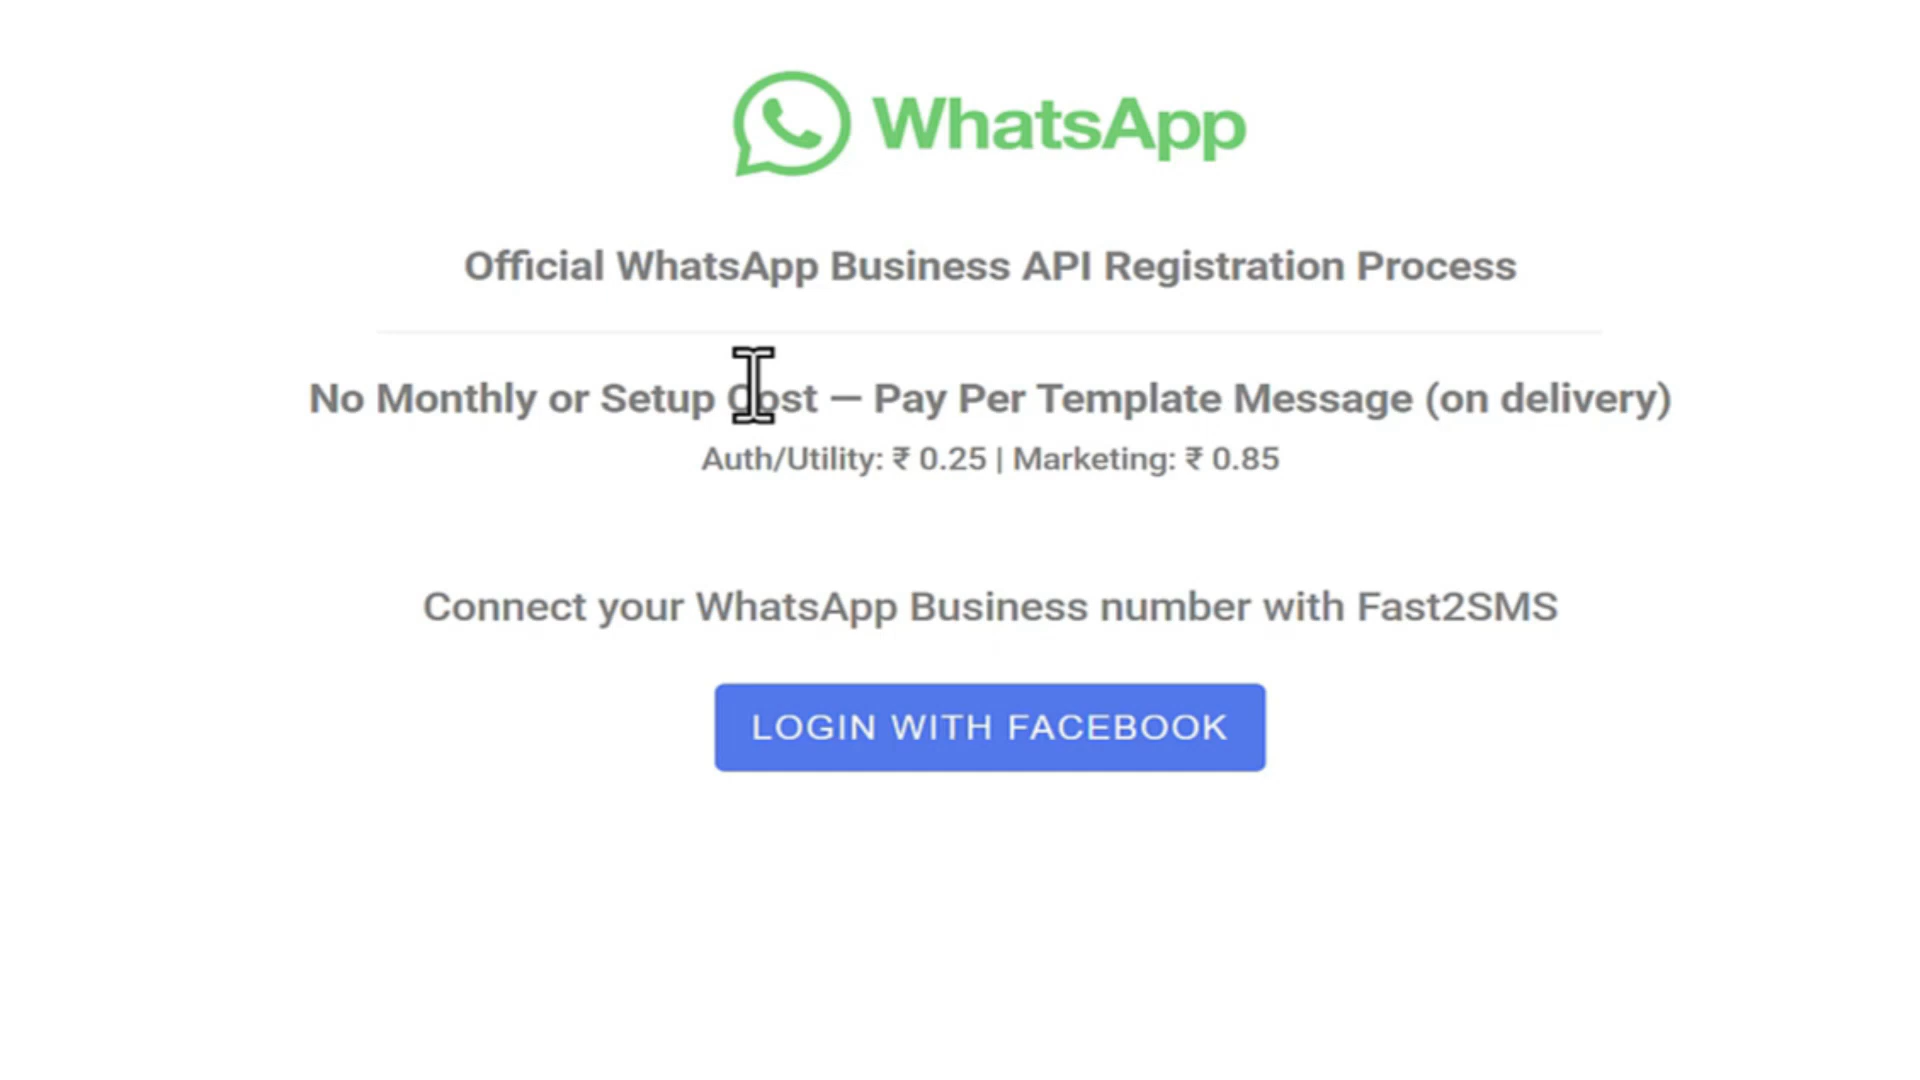 WhatsApp
Official WhatsApp Business API Registration Process
No Monthly or Setup Cost — Pay Per Template Message (on delivery)
Auth/Utility: ₹ 0.25 | Marketing: ₹ 0.85
Connect your WhatsApp Business number with Fast2SMS
LOGIN WITH FACEBOOK